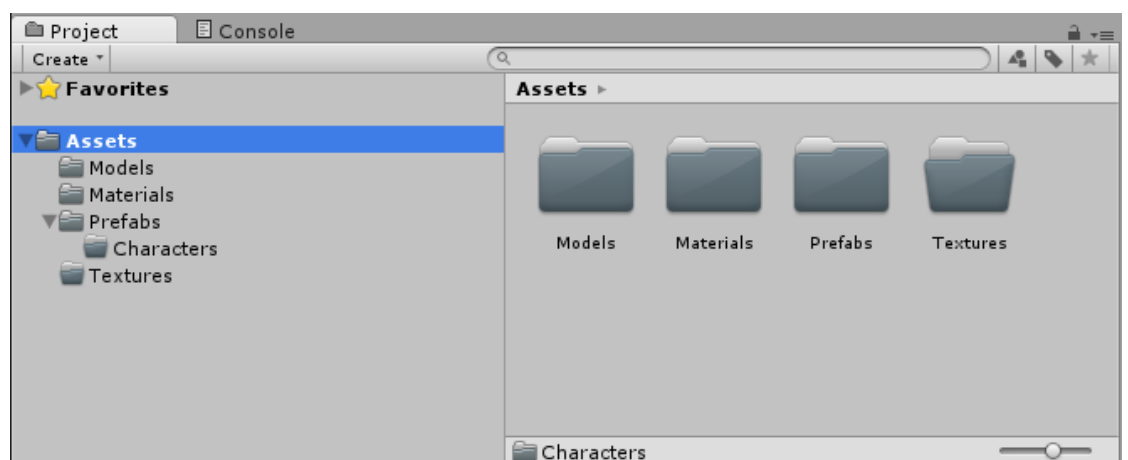 Project Console
Create
Favorites
Assets
Assets
Models
Materials
Prefabs
Characters
Textures
Models Materials Prefabs Textures
Characters